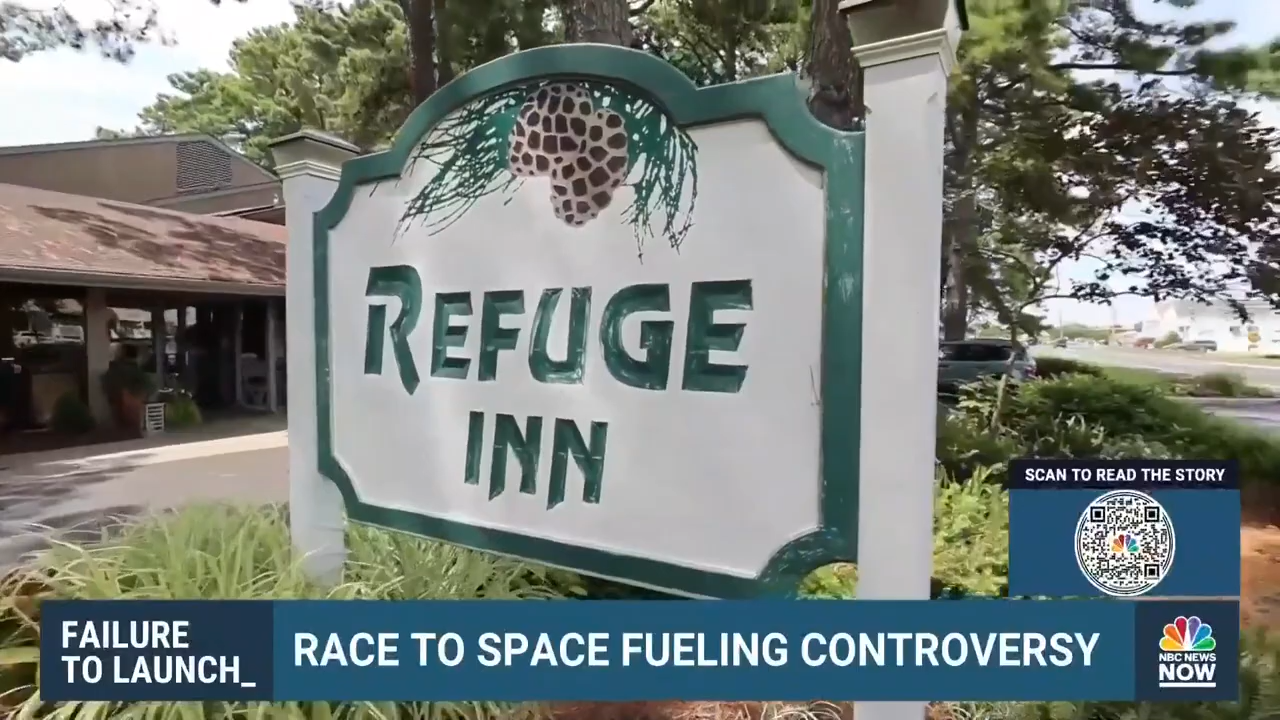 REFUGE
INN
SCAN TO READ THE STORY
FAILURE
TO LAUNCH_
RACE TO SPACE FUELING CONTROVERSY
NBC NEWS
NOW